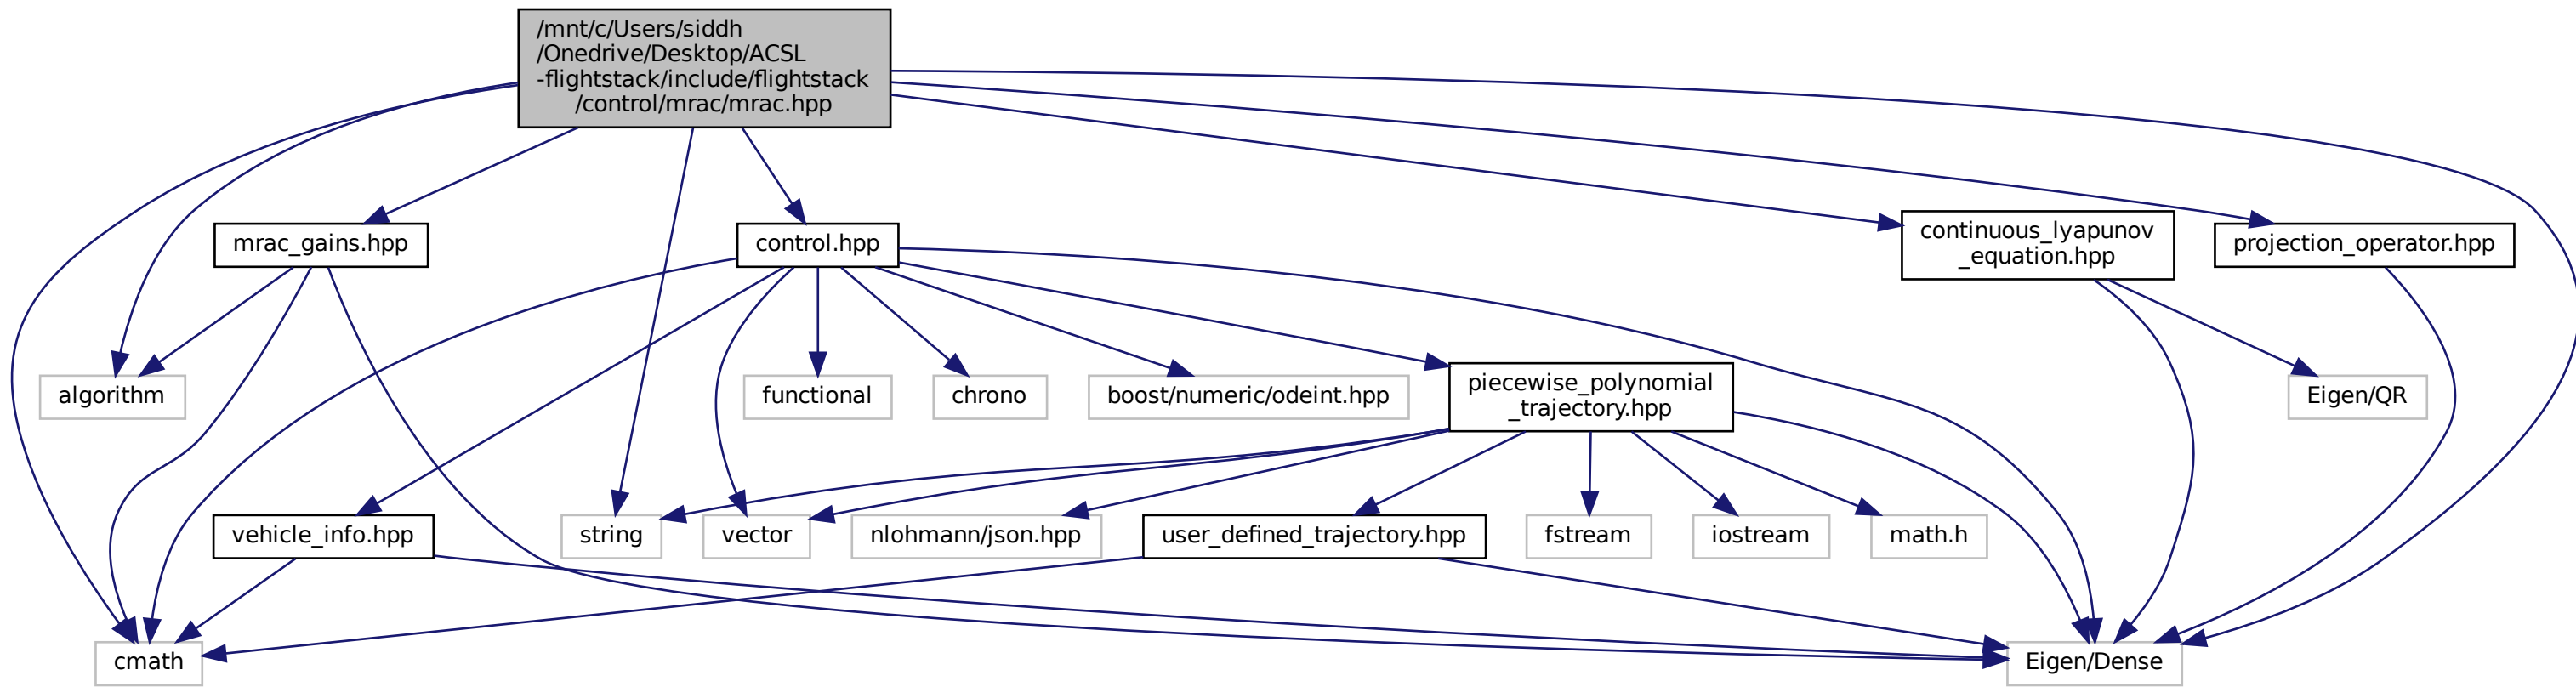 /mnt/c/Users/siddh
/Onedrive/Desktop/ACSL
-flightstack/include/flightstack
/control/mrac/mrac.hpp
mrac_gains.hpp
control.hpp
continuous_lyapunov
_equation.hpp
projection_operator.hpp
algorithm
functional
chrono
boost/numeric/odeint.hpp
piecewise_polynomial
_trajectory.hpp
Eigen/QR
vehicle_info.hpp
string
vector
nlohmann/json.hpp
user_defined_trajectory.hpp
fstream
iostream
math.h
cmath
Eigen/Dense